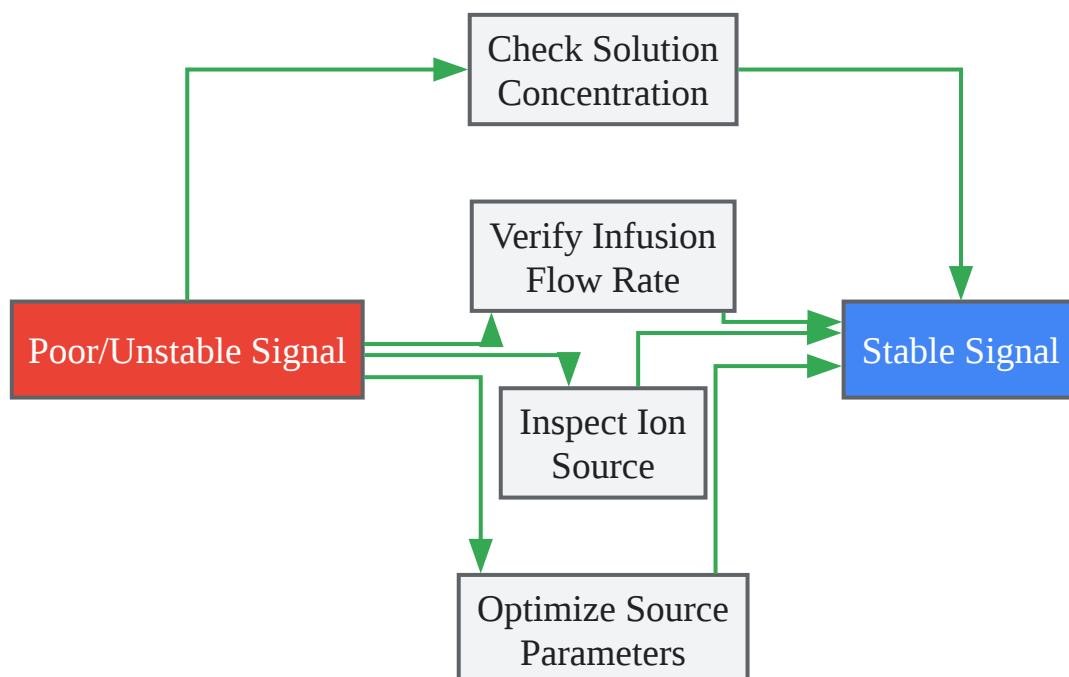 Check Solution
Concentration
Verify Infusion
Flow Rate
Poor/Unstable Signal
Stable Signal
Inspect Ion
Source
Optimize Source
Parameters